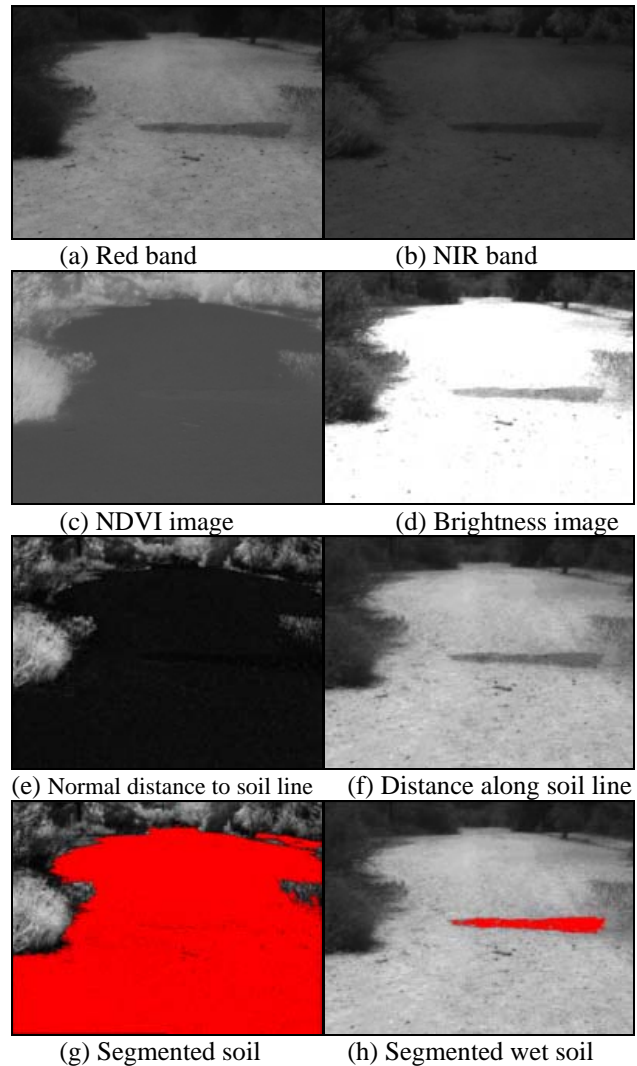 (a) Red band (b) NIR band
(c) NDVI image (d) Brightness image
(e) Normal distance to soil line (f) Distance along soil line
(g) Segmented soil (h) Segmented wet soil